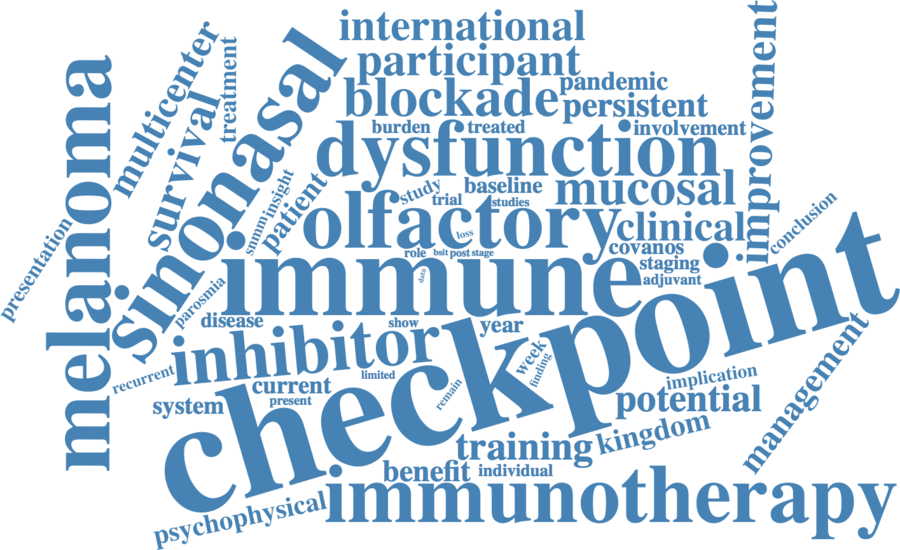 international
participant
pandemic
blockade
persistent
burden
treated
involvement
dysfunction
improvement
melanoma
multicenter
treatment
survival
sinonasal
insight
summ
patient
study
baseline
mucosal
trial
studies
olfactory
clinical
loss
conclusion
presentation
role
bsit
post
stage
covanos
staging
data
adjuvant
immune
parosmia
disease
show
year
checkpoint
inhibitor
week
finding
limited
recurrent
current
remain
implication
management
system
present
potential
training
kingdom
benefit
individual
immunotherapy
psychophysical